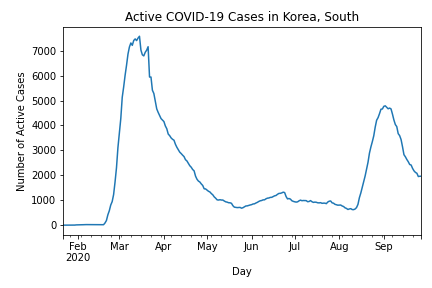 Active COVID-19 Cases in Korea, South
Number of Active Cases
7000
6000
5000
4000
3000
2000
1000
0
Feb Mar Apr May Jun Jul Aug Sep
2020
Day